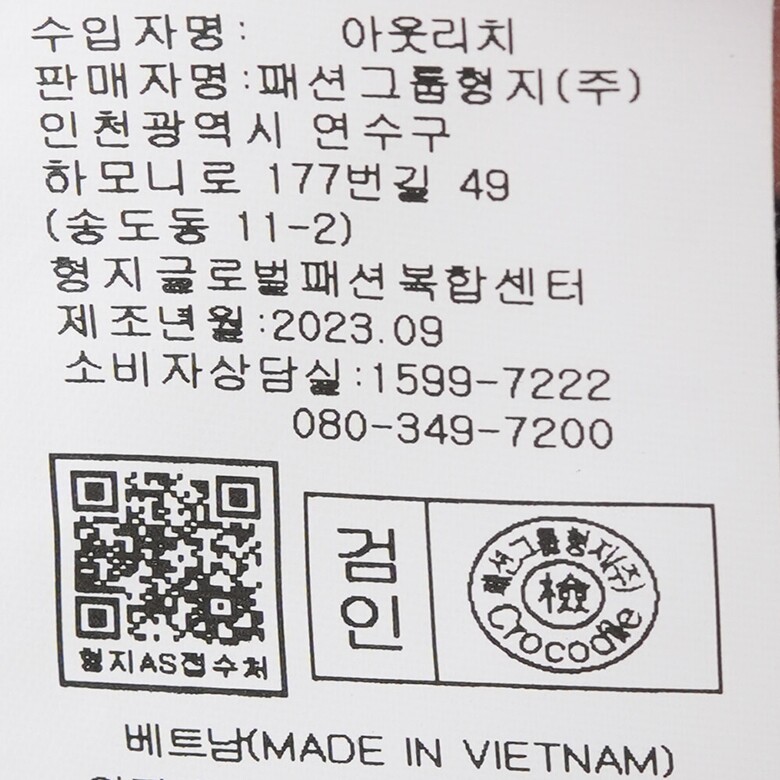 수입자명: 아웃리치
판매자명:패션그룹형지(주)
인천광역시 연수구
하모니로 177번길 49
(송도동 11-2)
형지글로벌패션복합센터
제조년월:2023.09
소비자상담실:1599-7222
080-349-7200
형지AS접수처
검인
패션그룹형지(주)
檢
Crocodile
베트남(MADE IN VIETNAM)